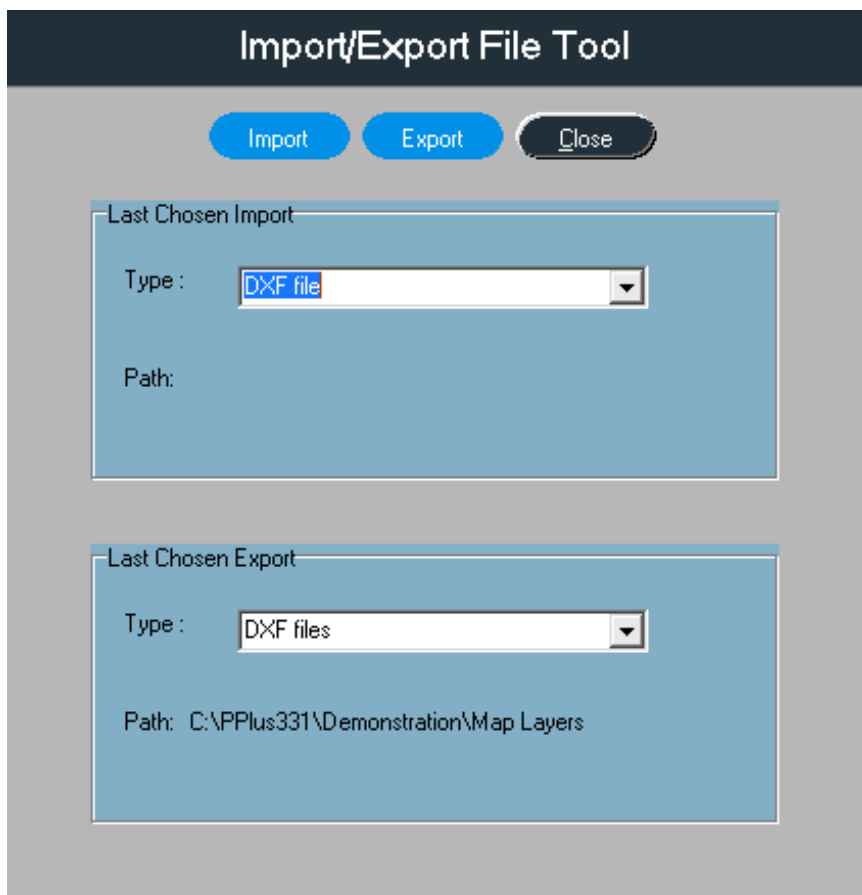 Import/Export File Tool
Import Export Close
Last Chosen Import
Type : DXF file
Path:
Last Chosen Export
Type : DXF files
Path: C:\PPlus331\Demonstration\Map Layers